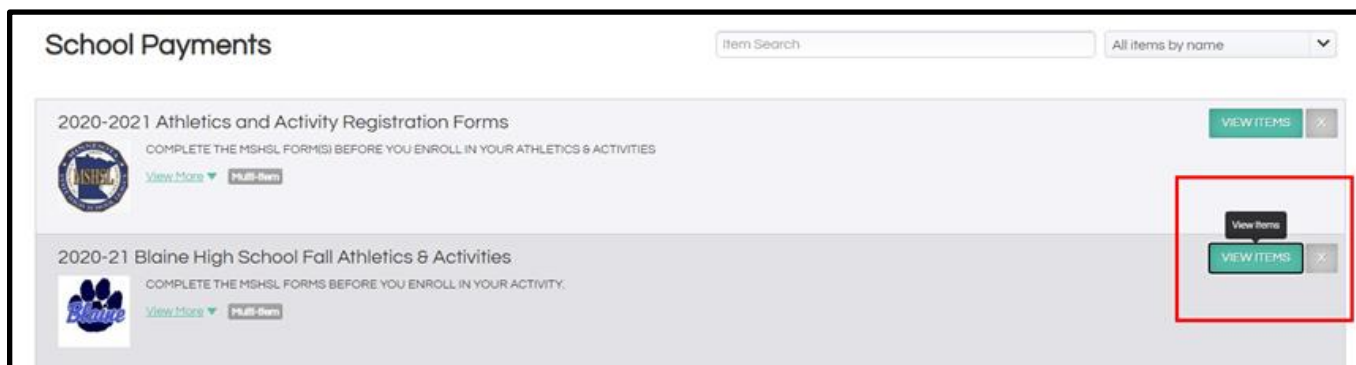 School Payments
Item Search
All items by name
2020-2021 Athletics and Activity Registration Forms
VIEW ITEMS X
COMPLETE THE MSHSL FORM(S) BEFORE YOU ENROLL IN YOUR ATHLETICS & ACTIVITIES
MSHSL
View More Multi-Item
View Items
2020-21 Blaine High School Fall Athletics & Activities
VIEW ITEMS X
COMPLETE THE MSHSL FORMS BEFORE YOU ENROLL IN YOUR ACTIVITY.
Blaine
View More Multi-Item